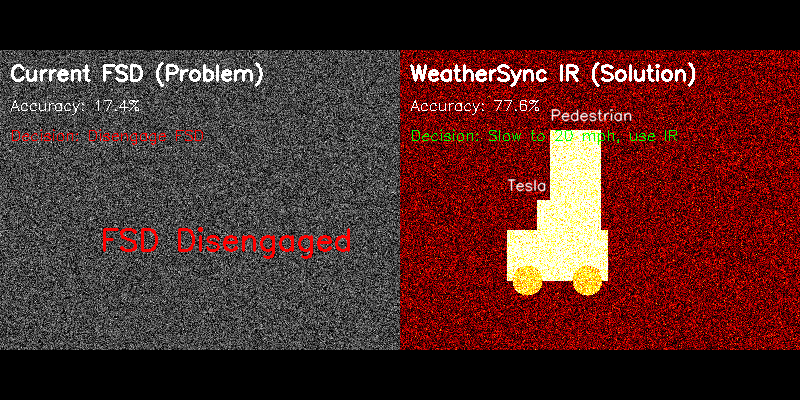 Current FSD (Problem)
Accuracy: 17.4%
Decision: Disengage FSD
FSD Disengaged
WeatherSync IR (Solution)
Accuracy: 77.6%
Pedestrian
Decision: Slow to 20 mph, use IR
Tesla